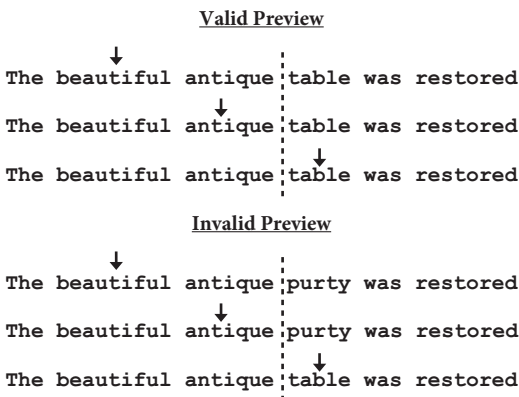 Valid Preview
The beautiful antique table was restored
The beautiful antique table was restored
The beautiful antique table was restored
Invalid Preview
The beautiful antique purty was restored
The beautiful antique purty was restored
The beautiful antique table was restored